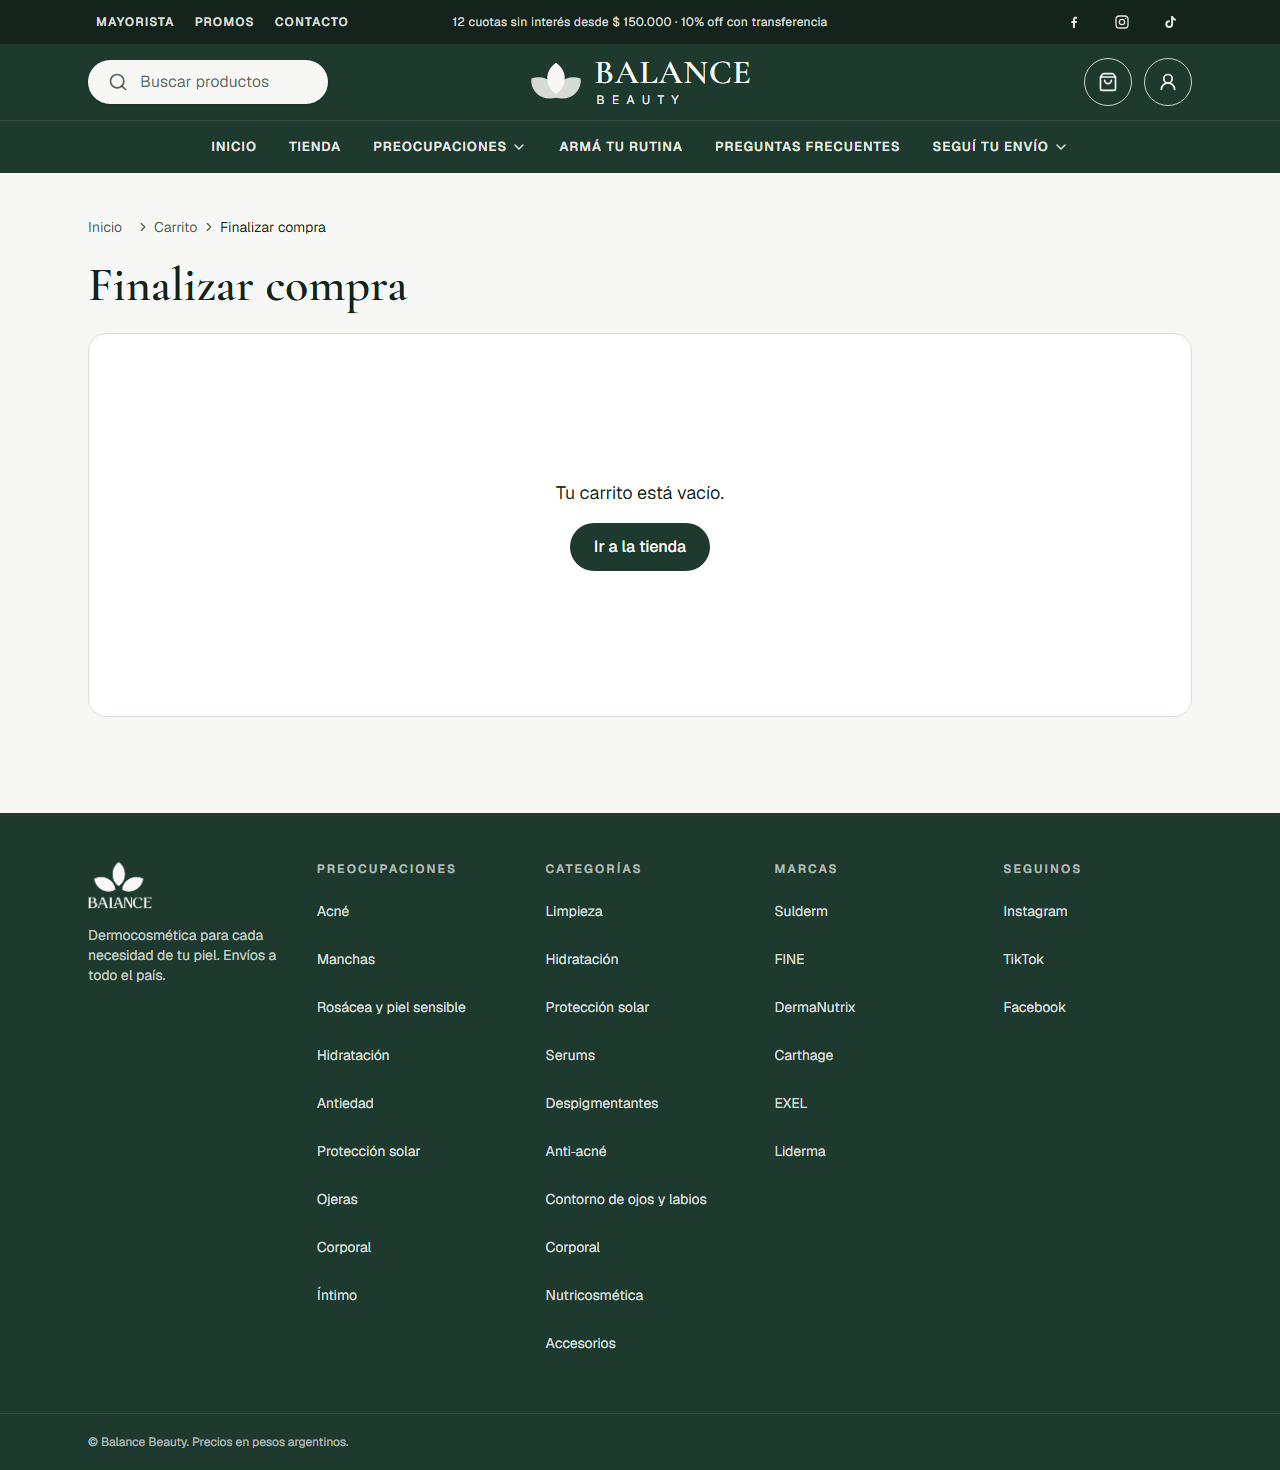 MAYORISTA PROMOS CONTACTO
12 cuotas sin interés desde $ 150.000 · 10% off con transferencia
Buscar productos
BALANCE
BEAUTY
INICIO TIENDA PREOCUPACIONES ARMÁ TU RUTINA PREGUNTAS FRECUENTES SEGUÍ TU ENVÍO
Inicio > Carrito > Finalizar compra
Finalizar compra
Tu carrito está vacío.
Ir a la tienda
BALANCE
Dermocosmética para cada
necesidad de tu piel. Envíos a
todo el país.
PREOCUPACIONES
Acné
Manchas
Rosácea y piel sensible
Hidratación
Antiedad
Protección solar
Ojeras
Corporal
Íntimo
CATEGORÍAS
Limpieza
Hidratación
Protección solar
Serums
Despigmentantes
Anti-acné
Contorno de ojos y labios
Corporal
Nutricosmética
Accesorios
MARCAS
Sulderm
FINE
DermaNutrix
Carthage
EXEL
Liderma
SEGUINOS
Instagram
TikTok
Facebook
© Balance Beauty. Precios en pesos argentinos.